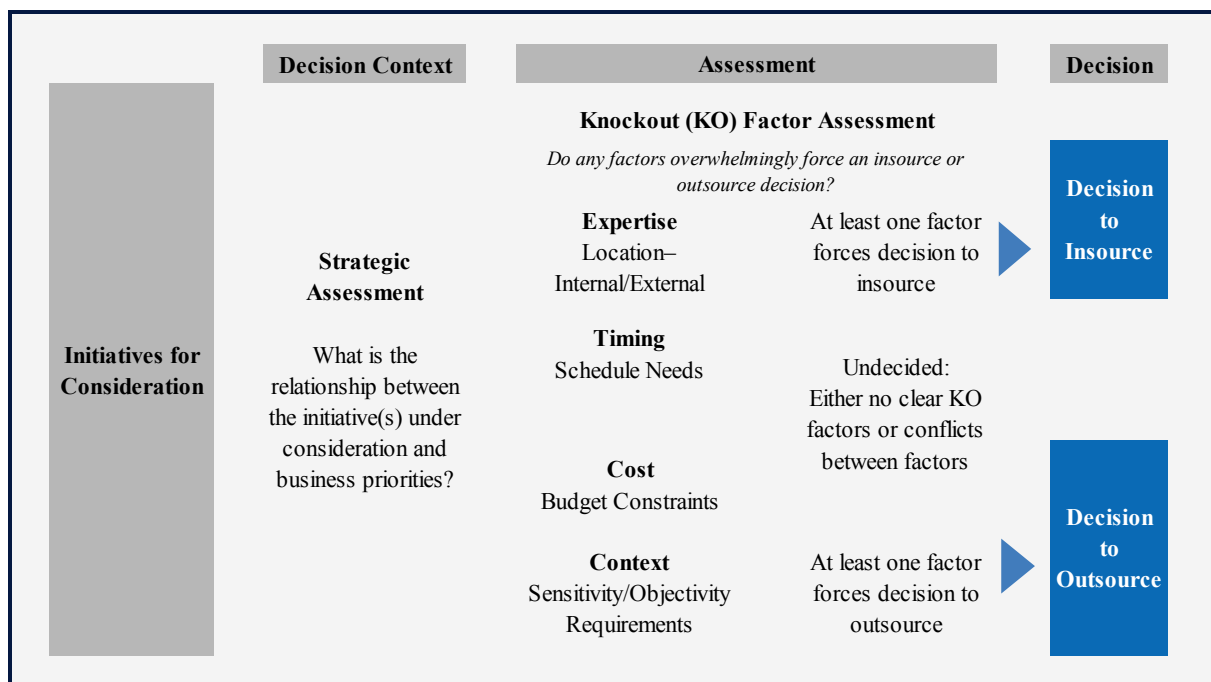 Decision Context
Assessment
Decision
Initiatives for
Consideration
Strategic
Assessment
What is the
relationship between
the initiative(s) under
consideration and
business priorities?
Knockout (KO) Factor Assessment
Do any factors overwhelmingly force an insource or
outsource decision?
Expertise
Location–
Internal/External
Timing
Schedule Needs
Cost
Budget Constraints
Context
Sensitivity/Objectivity
Requirements
At least one factor
forces decision to
insource
Undecided:
Either no clear KO
factors or conflicts
between factors
At least one factor
forces decision to
outsource
Decision
to
Insource
Decision
to
Outsource